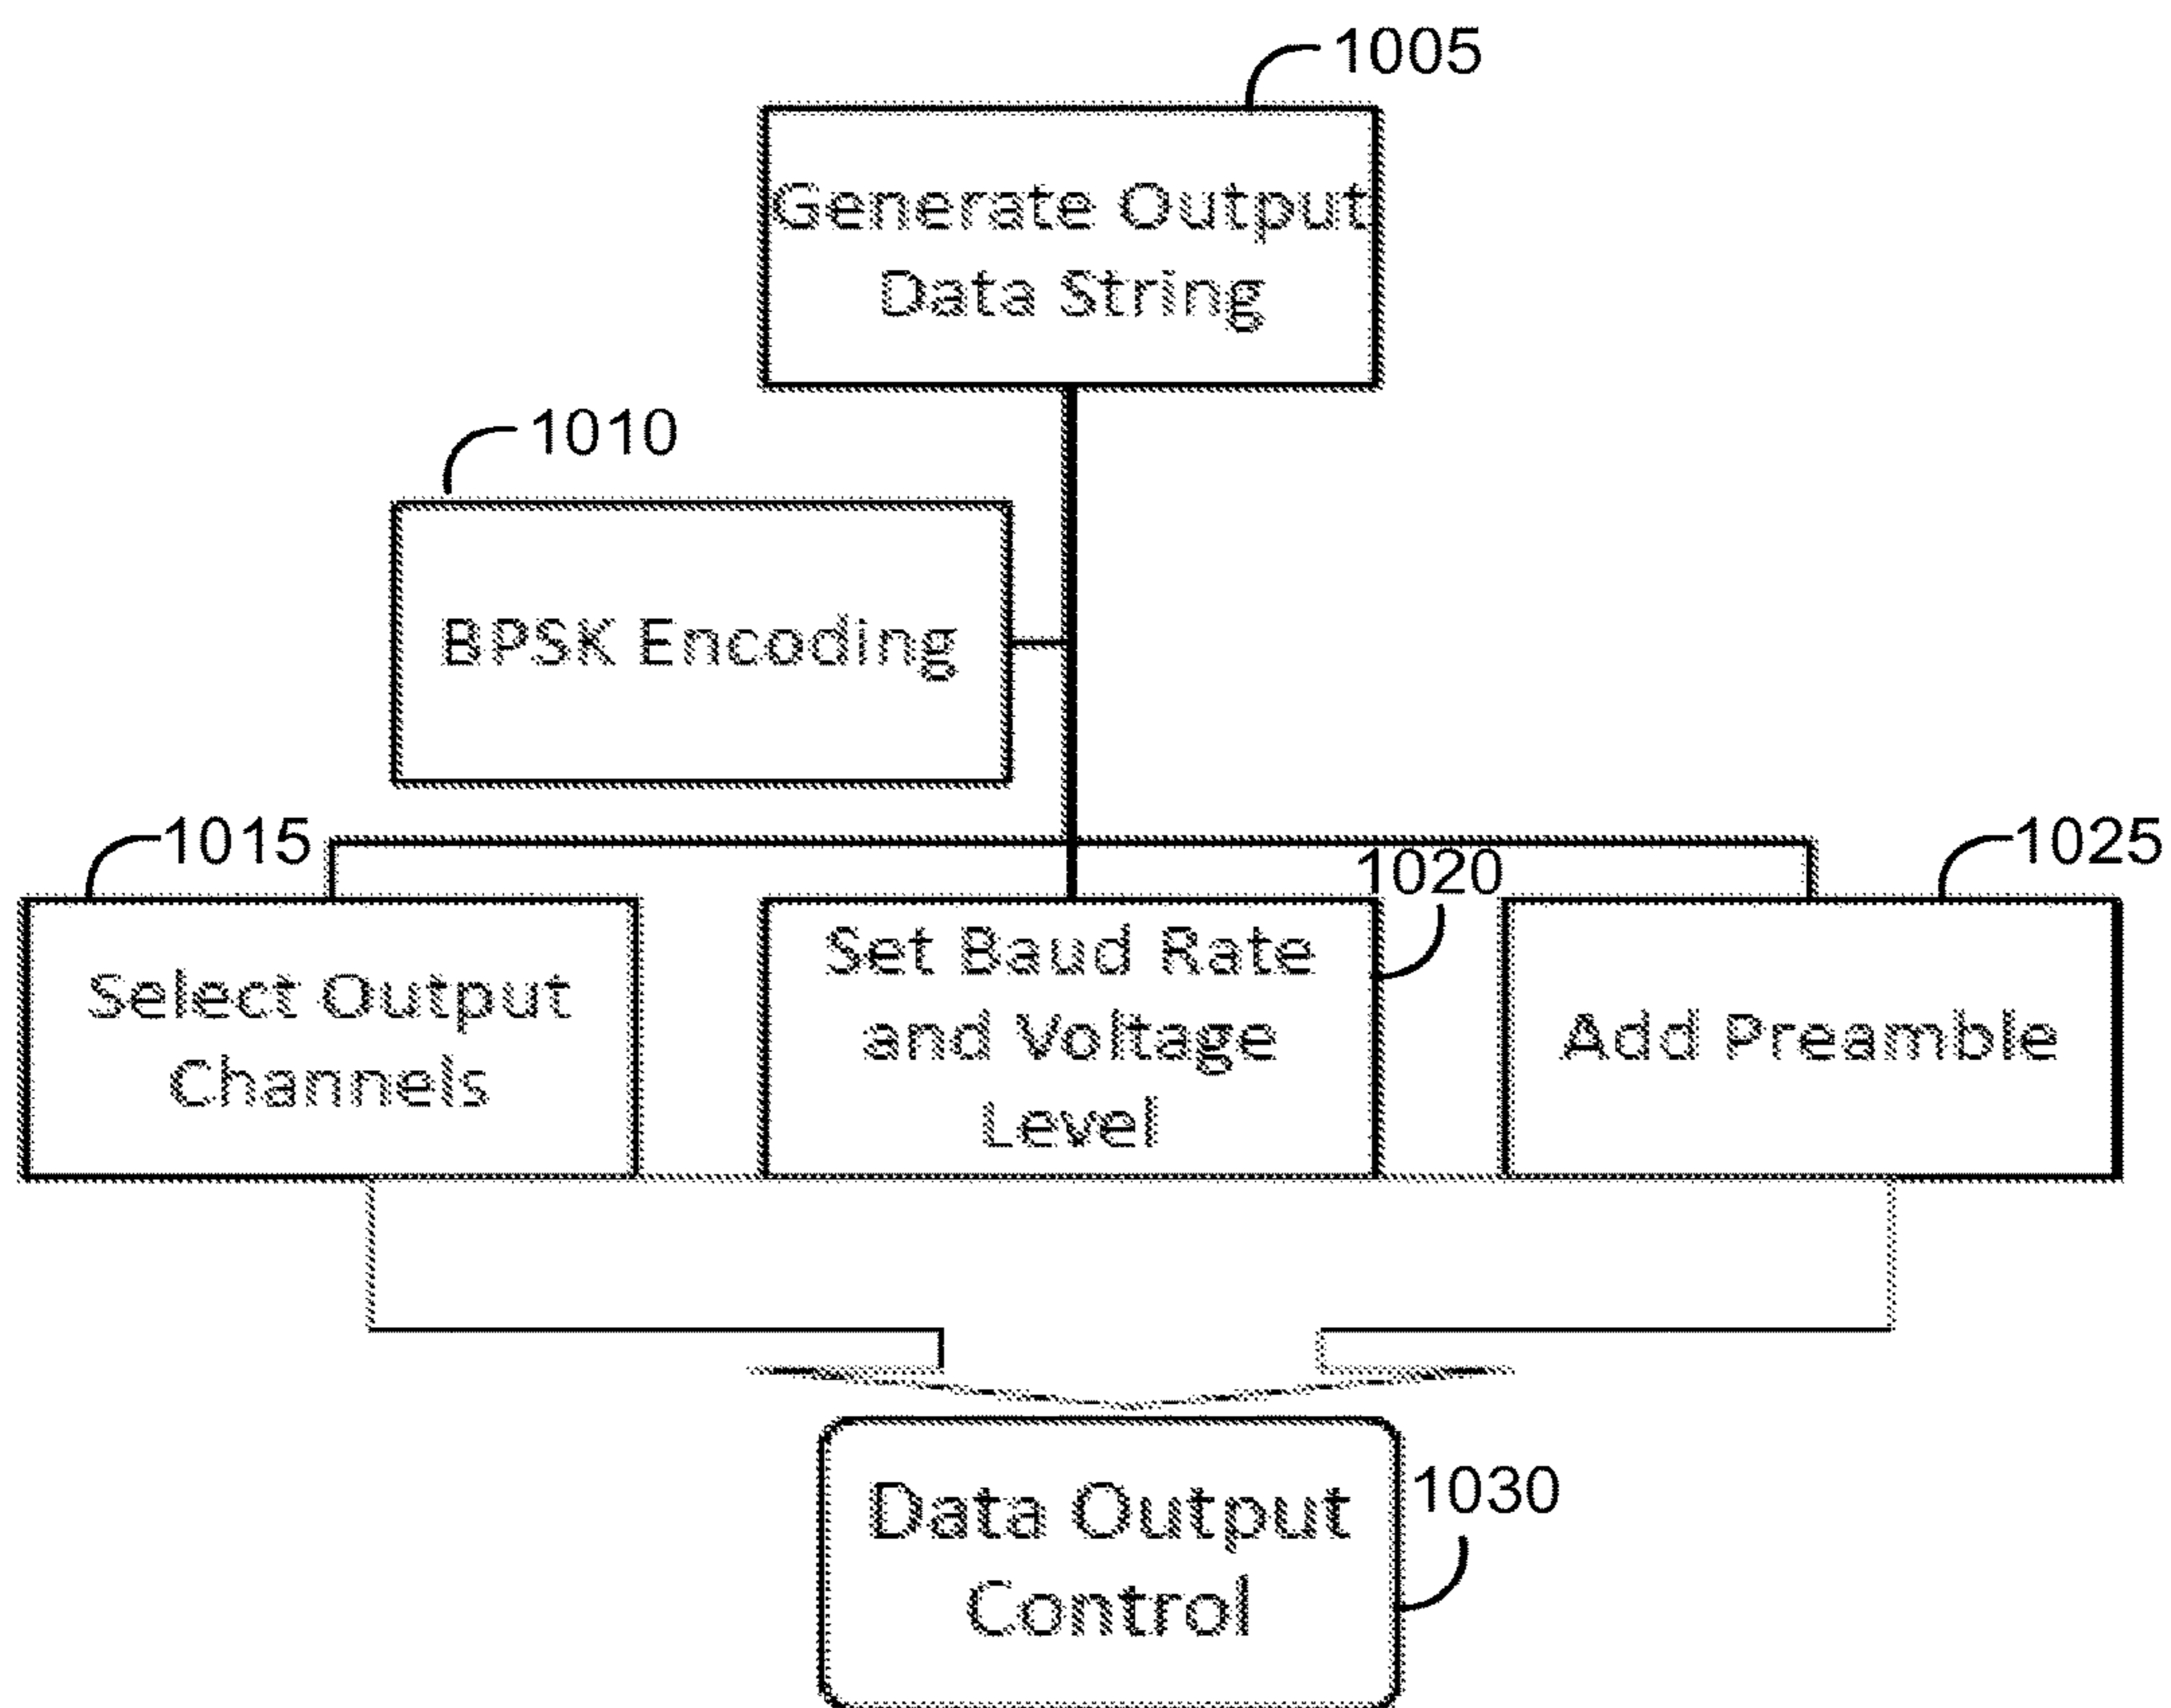 1005
Generate Output
Data String
1010
BPSK Encoding
1015
1020
1025
Select Output
Channels
Set Baud Rate
and Voltage
Level
Add Preamble
Data Output
Control
1030